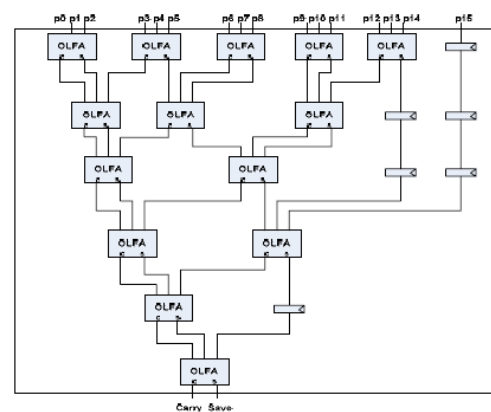 p0 p1 p2 p3 p4 p5 p6 p7 p8 p9 p10 p11 p12 p13 p14 p15
OLFA OLFA OLFA OLFA OLFA
OLFA OLFA OLFA
OLFA OLFA
OLFA OLFA
OLFA
OLFA
Carry Save